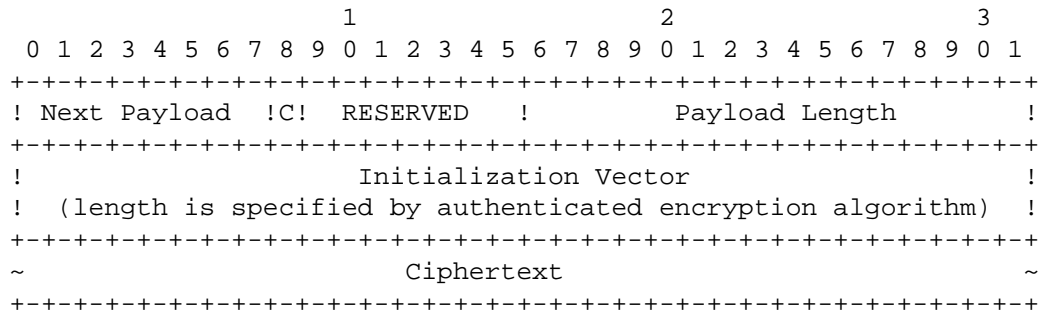 1                   2                   3
 0 1 2 3 4 5 6 7 8 9 0 1 2 3 4 5 6 7 8 9 0 1 2 3 4 5 6 7 8 9 0 1
+-+-+-+-+-+-+-+-+-+-+-+-+-+-+-+-+-+-+-+-+-+-+-+-+-+-+-+-+-+-+-+-+
! Next Payload  !C!  RESERVED   !         Payload Length        !
+-+-+-+-+-+-+-+-+-+-+-+-+-+-+-+-+-+-+-+-+-+-+-+-+-+-+-+-+-+-+-+-+
!                     Initialization Vector                     !
!  (length is specified by authenticated encryption algorithm)  !
+-+-+-+-+-+-+-+-+-+-+-+-+-+-+-+-+-+-+-+-+-+-+-+-+-+-+-+-+-+-+-+-+
~                        Ciphertext                             ~
+-+-+-+-+-+-+-+-+-+-+-+-+-+-+-+-+-+-+-+-+-+-+-+-+-+-+-+-+-+-+-+-+